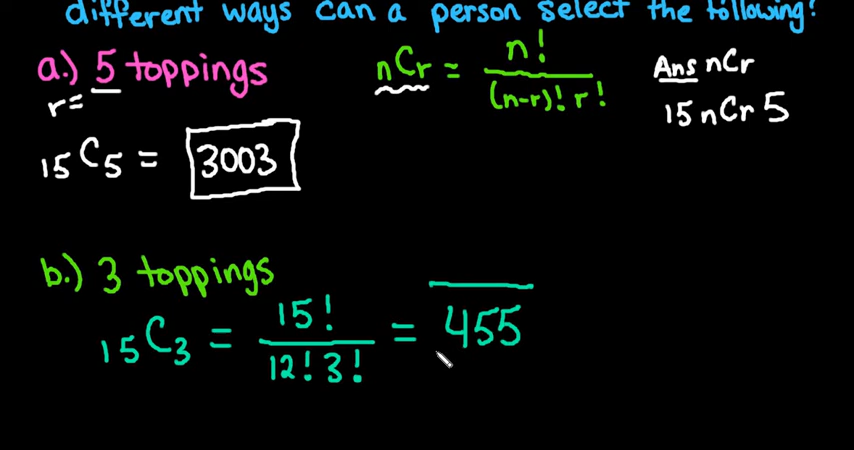 different ways can a person select the following?
a.) 5 toppings
r=
nCr = n! / (n-r)! r!
Ans nCr
15 nCr 5
15C5 = 3003
b.) 3 toppings
15C3 = 15! / 12! 3! = 455